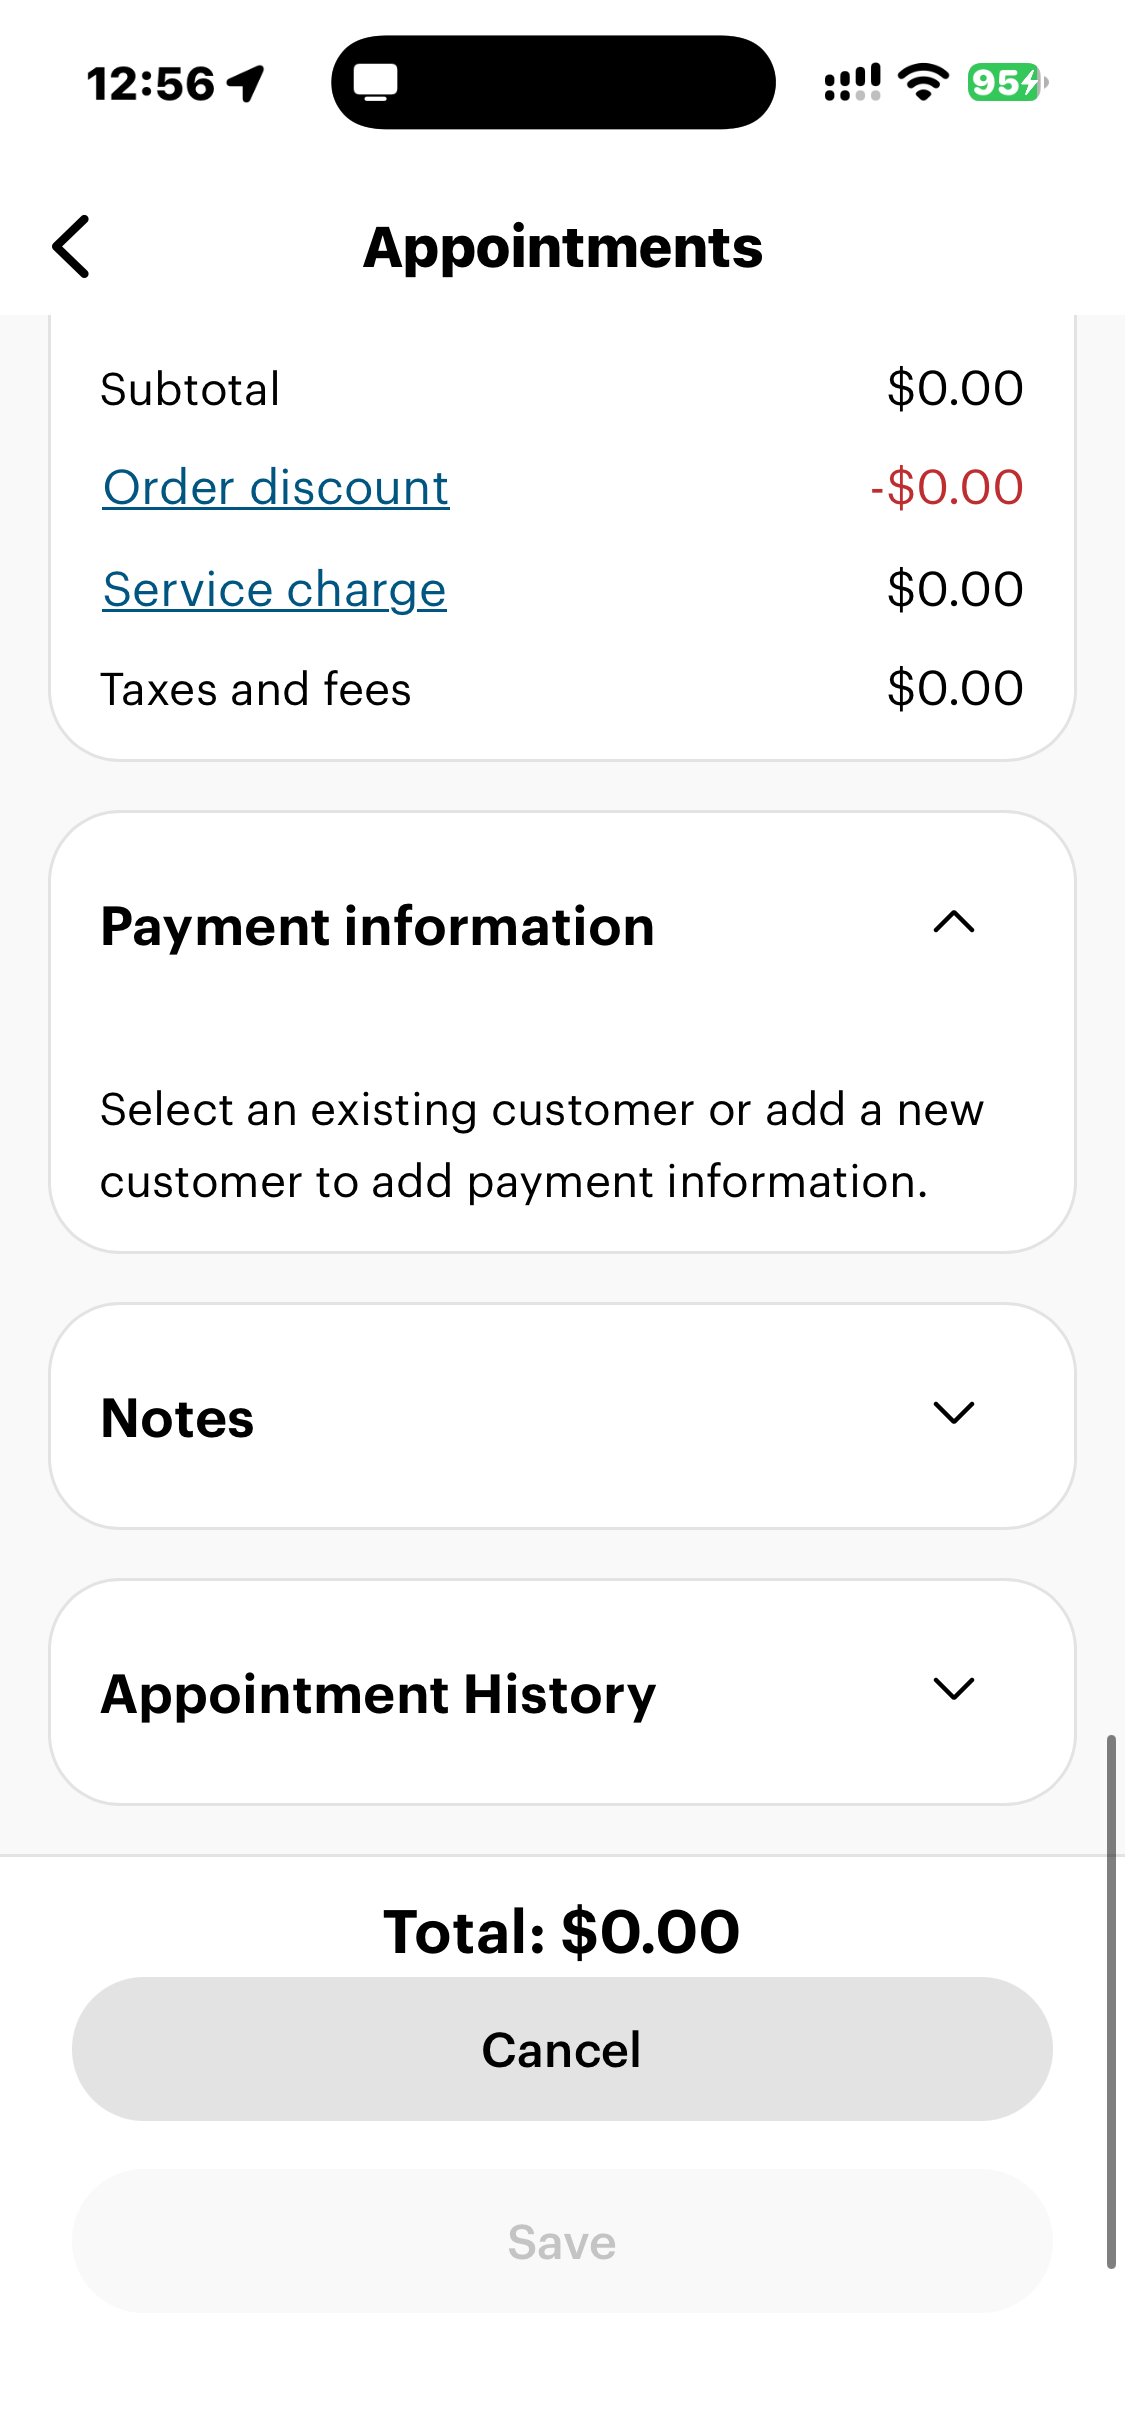 12:56
95
Appointments
Subtotal $0.00
Order discount -$0.00
Service charge $0.00
Taxes and fees $0.00
Payment information
Select an existing customer or add a new
customer to add payment information.
Notes
Appointment History
Total: $0.00
Cancel
Save